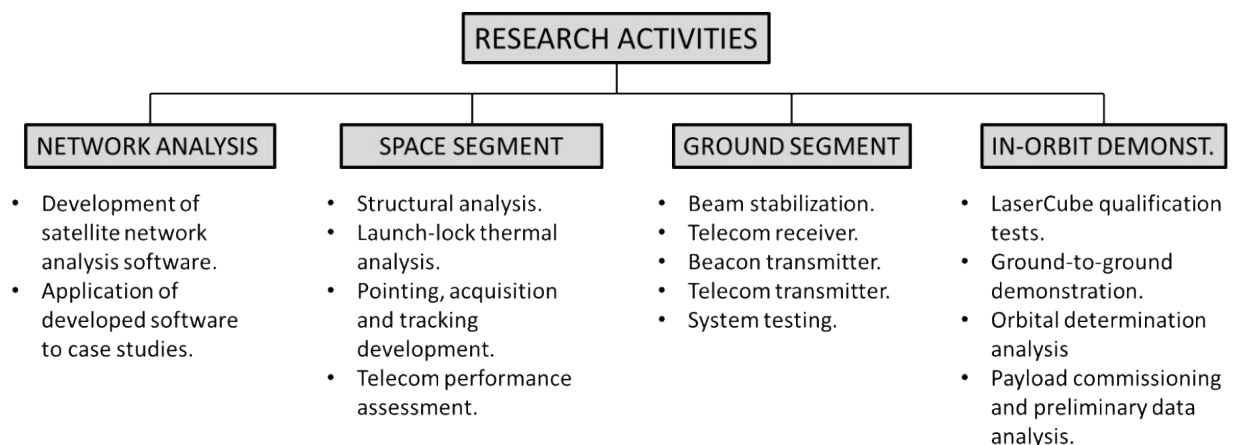 RESEARCH ACTIVITIES
NETWORK ANALYSIS
• Development of
satellite network
analysis software.
• Application of
developed software
to case studies.
SPACE SEGMENT
• Structural analysis.
• Launch-lock thermal
analysis.
• Pointing, acquisition
and tracking
development.
• Telecom performance
assessment.
GROUND SEGMENT
• Beam stabilization.
• Telecom receiver.
• Beacon transmitter.
• Telecom transmitter.
• System testing.
IN-ORBIT DEMONST.
• LaserCube qualification
tests.
• Ground-to-ground
demonstration.
• Orbital determination
analysis
• Payload commissioning
and preliminary data
analysis.